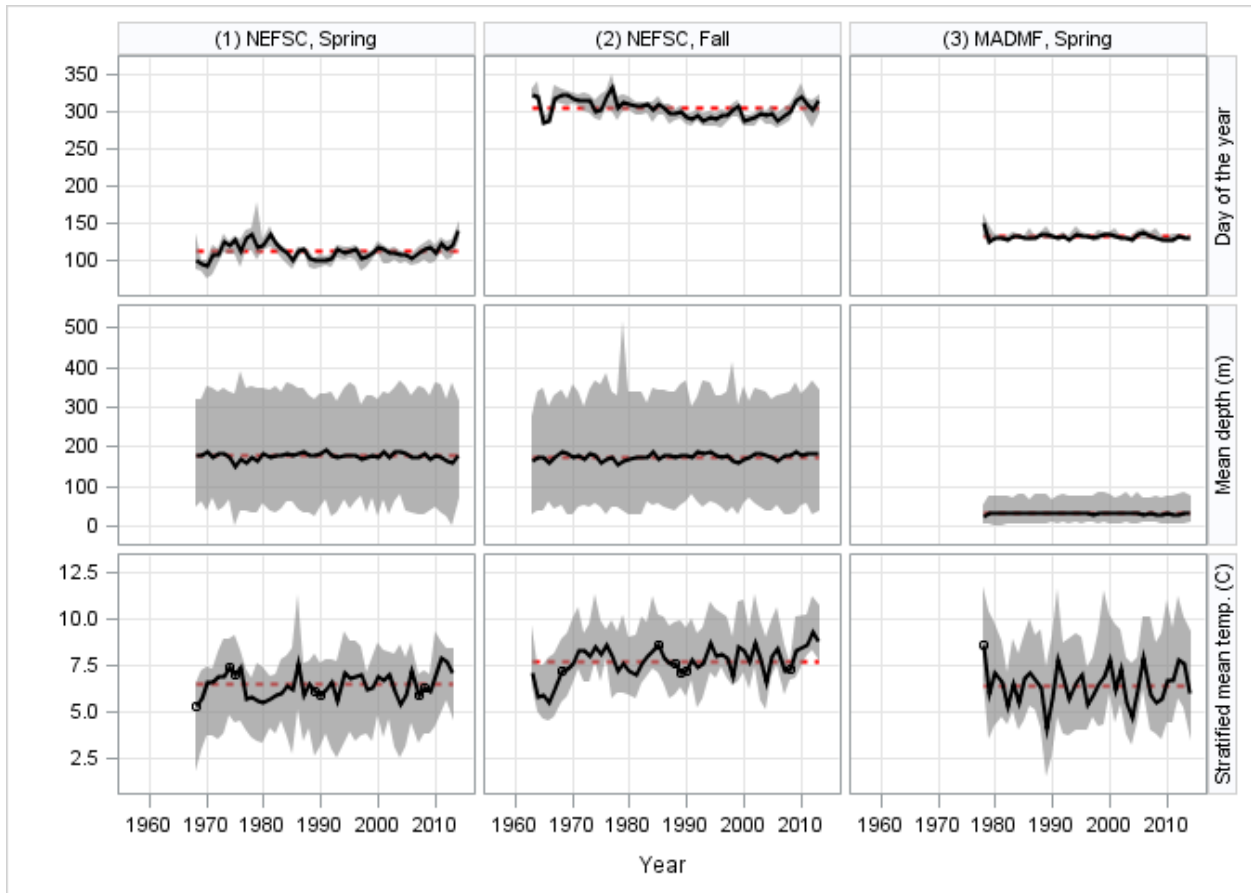 (1) NEFSC, Spring
(2) NEFSC, Fall
(3) MADMF, Spring
350
300
250
200
150
100
Day of the year
500
400
300
200
100
0
Mean depth (m)
12.5
10.0
7.5
5.0
2.5
Stratified mean temp. (C)
1960 1970 1980 1990 2000 2010
1960 1970 1980 1990 2000 2010
1960 1970 1980 1990 2000 2010
Year